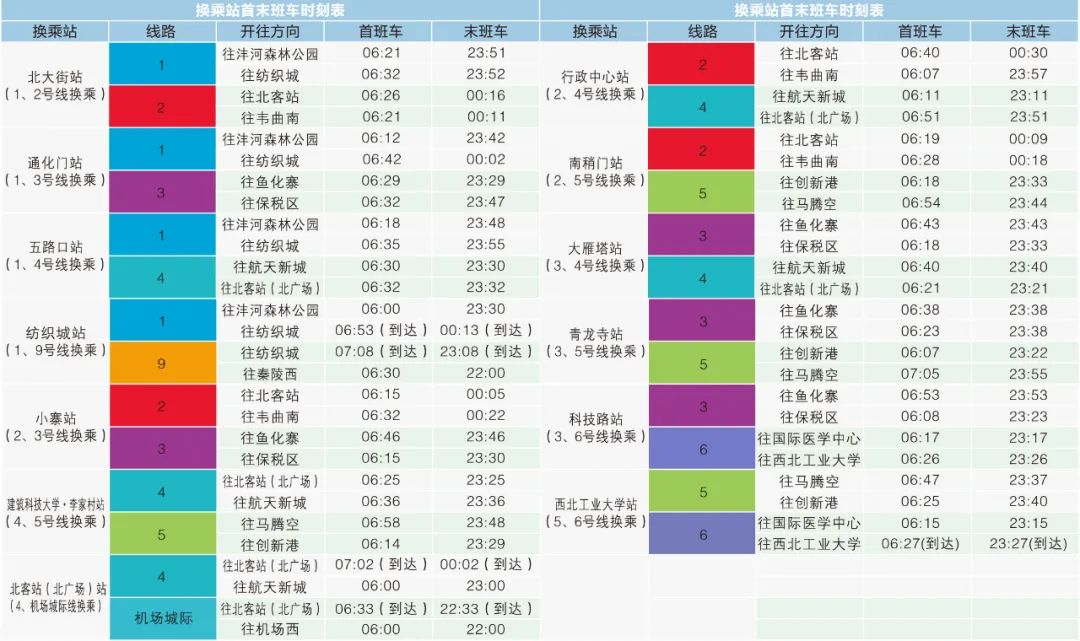 换乘站首末班车时刻表
换乘站 线路 开往方向 首班车 末班车
北大街站
(1、2号线换乘)
1
往沣河森林公园 06:21 23:51
往纺织城 06:32 23:52
2
往北客站 06:26 00:16
往韦曲南 06:21 00:11
通化门站
(1、3号线换乘)
1
往沣河森林公园 06:12 23:42
往纺织城 06:42 00:02
3
往鱼化寨 06:29 23:29
往保税区 06:32 23:47
五路口站
(1、4号线换乘)
1
往沣河森林公园 06:18 23:48
往纺织城 06:35 23:55
4
往航天新城 06:30 23:30
往北客站(北广场) 06:32 23:32
纺织城站
(1、9号线换乘)
1
往沣河森林公园 06:00 23:30
往纺织城 06:53(到达) 00:13(到达)
9
往纺织城 07:08(到达) 23:08(到达)
往秦陵西 06:30 22:00
小寨站
(2、3号线换乘)
2
往北客站 06:15 00:05
往韦曲南 06:32 00:22
3
往鱼化寨 06:46 23:46
往保税区 06:15 23:30
建筑科技大学·李家村站
(4、5号线换乘)
4
往北客站(北广场) 06:25 23:25
往航天新城 06:36 23:36
5
往马腾空 06:58 23:48
往创新港 06:14 23:29
北客站(北广场)站
(4、机场城际线换乘)
4
往北客站(北广场) 07:02(到达) 00:02(到达)
往航天新城 06:00 23:00
机场城际
往北客站(北广场) 06:33(到达) 22:33(到达)
往机场西 06:00 22:00
换乘站首末班车时刻表
换乘站 线路 开往方向 首班车 末班车
行政中心站
(2、4号线换乘)
2
往北客站 06:40 00:30
往韦曲南 06:07 23:57
4
往航天新城 06:11 23:11
往北客站(北广场) 06:51 23:51
南稍门站
(2、5号线换乘)
2
往北客站 06:19 00:09
往韦曲南 06:28 00:18
5
往创新港 06:18 23:33
往马腾空 06:54 23:44
大雁塔站
(3、4号线换乘)
3
往鱼化寨 06:43 23:43
往保税区 06:18 23:33
4
往航天新城 06:40 23:40
往北客站(北广场) 06:21 23:21
青龙寺站
(3、5号线换乘)
3
往鱼化寨 06:38 23:38
往保税区 06:23 23:38
5
往创新港 06:07 23:22
往马腾空 07:05 23:55
科技路站
(3、6号线换乘)
3
往鱼化寨 06:53 23:53
往保税区 06:08 23:23
6
往国际医学中心 06:17 23:17
往西北工业大学 06:26 23:26
西北工业大学站
(5、6号线换乘)
5
往马腾空 06:47 23:37
往创新港 06:25 23:40
6
往国际医学中心 06:15 23:15
往西北工业大学 06:27(到达) 23:27(到达)